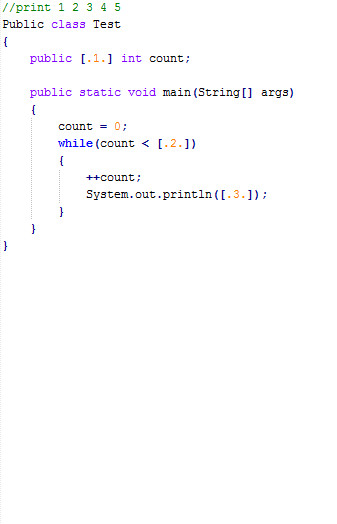 //print 1 2 3 4 5
Public class Test
{
    public [.1.] int count;

    public static void main(String[] args)
    {
        count = 0;
        while(count < [.2.])
        {
            ++count;
            System.out.println([.3.]);
        }
    }
}